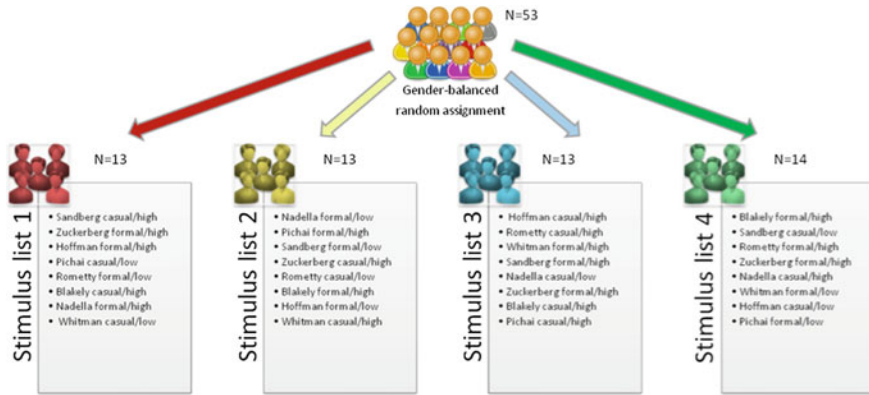 N=53
Gender-balanced
random assignment
N=13
Stimulus list 1
• Sandberg casual/high
• Zuckerberg formal/high
• Hoffman formal/high
• Pichai casual/low
• Rometty formal/low
• Blakely casual/high
• Nadella formal/high
• Whitman casual/low
N=13
Stimulus list 2
• Nadella formal/low
• Pichai formal/high
• Sandberg formal/low
• Zuckerberg casual/high
• Rometty casual/low
• Blakely formal/high
• Hoffman formal/low
• Whitman casual/high
N=13
Stimulus list 3
• Hoffman casual/high
• Rometty casual/high
• Whitman formal/high
• Sandberg formal/high
• Nadella casual/low
• Zuckerberg formal/high
• Blakely casual/high
• Pichai casual/high
N=14
Stimulus list 4
• Blakely formal/high
• Sandberg casual/low
• Rometty formal/high
• Zuckerberg formal/high
• Nadella casual/high
• Whitman formal/low
• Hoffman casual/low
• Pichai formal/low